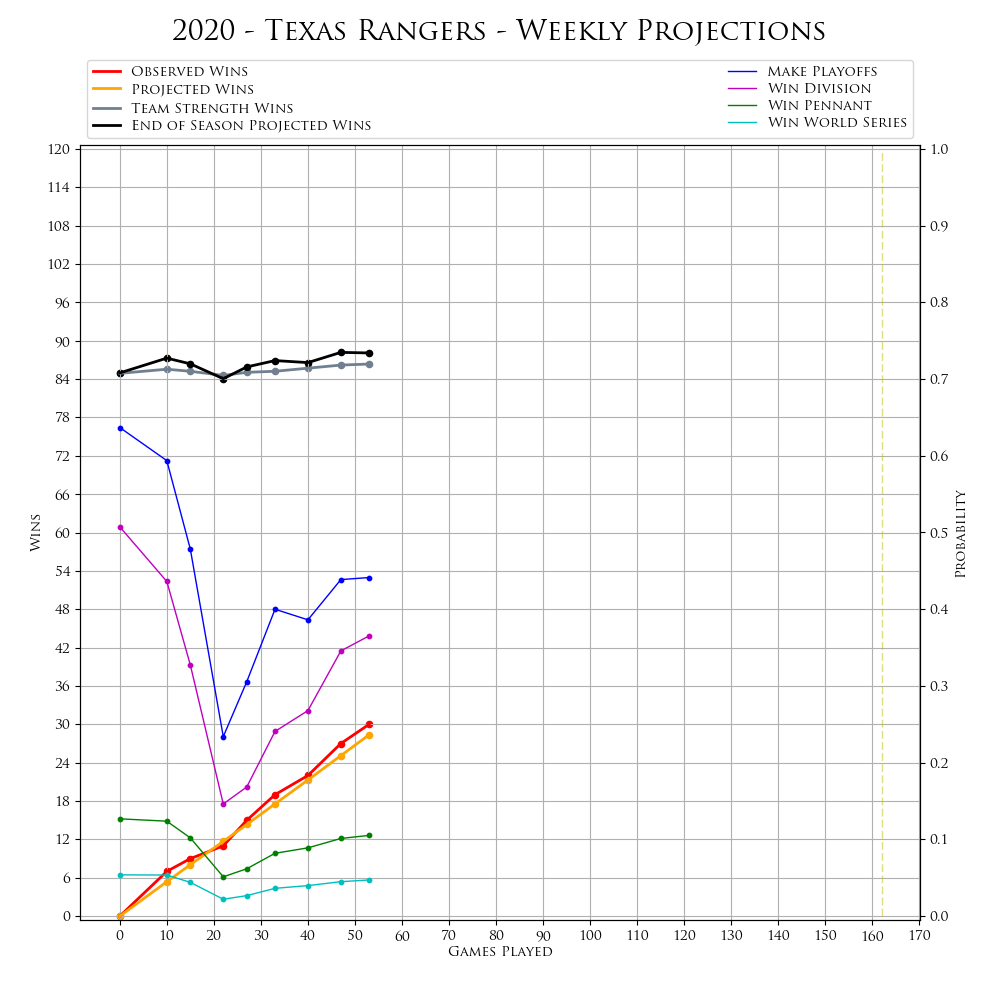 2020 - Texas Rangers - Weekly Projections
Observed Wins
Projected Wins
Team Strength Wins
End of Season Projected Wins
Make Playoffs
Win Division
Win Pennant
Win World Series
120
114
108
102
96
90
84
78
72
66
60
54
48
42
36
30
24
18
12
6
0
Wins
1.0
0.9
0.8
0.7
0.6
0.5
0.4
0.3
0.2
0.1
0.0
Probability
0 10 20 30 40 50 60 70 80 90 100 110 120 130 140 150 160 170
Games Played